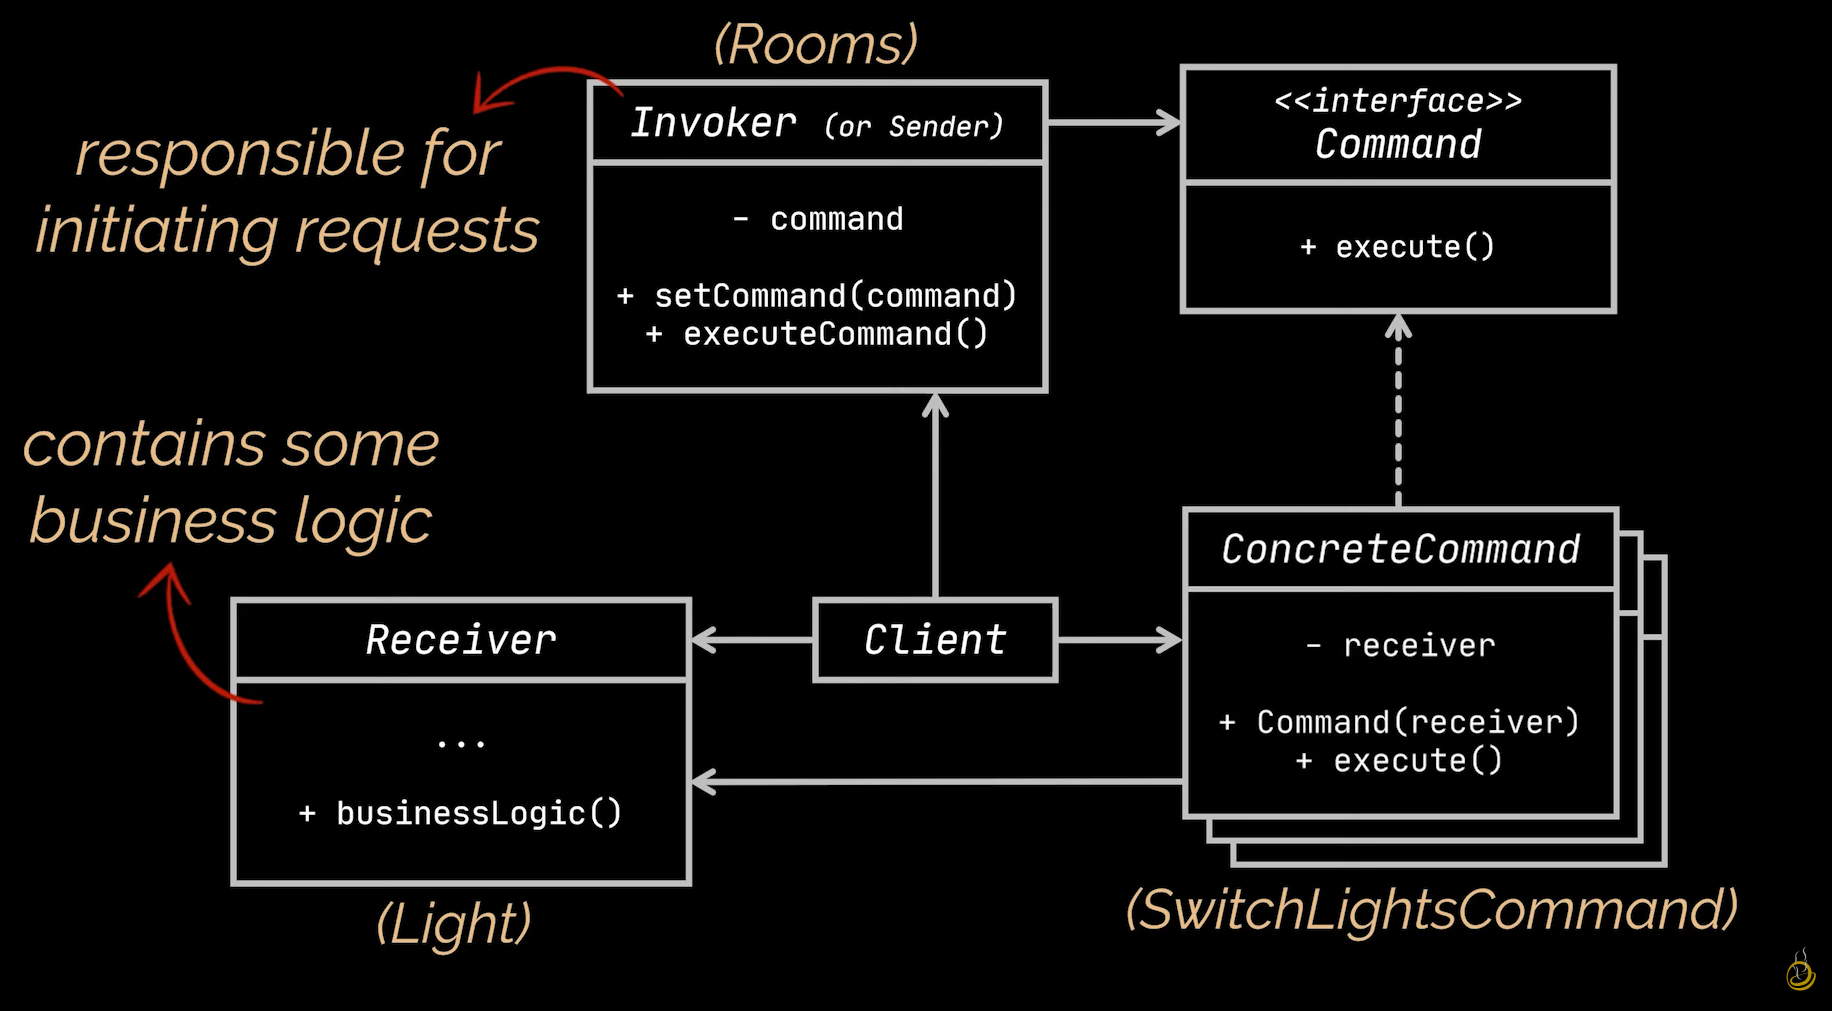 (Rooms)
responsible for
initiating requests
Invoker (or Sender)
- command
+ setCommand(command)
+ executeCommand()
<<interface>>
Command
+ execute()
contains some
business logic
Receiver
...
+ businessLogic()
(Light)
Client
ConcreteCommand
- receiver
+ Command(receiver)
+ execute()
(SwitchLightsCommand)